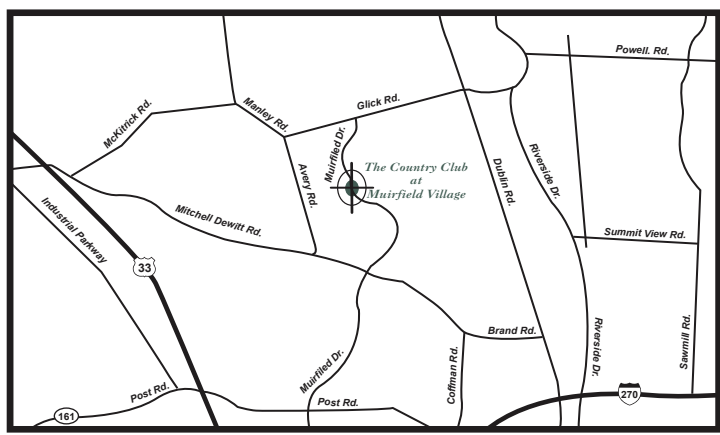 Powell. Rd.
Glick Rd.
McKitrick Rd.
Manley Rd.
Muirfiled Dr.
Avery Rd.
The Country Club
at
Muirfield Village
Dublin Rd.
Riverside Dr.
Industrial Parkway
Mitchell Dewitt Rd.
Summit View Rd.
33
Brand Rd.
Riverside Dr.
Sawmill Rd.
Coffman Rd.
Muirfiled Dr.
Post Rd.
Post Rd.
270
161